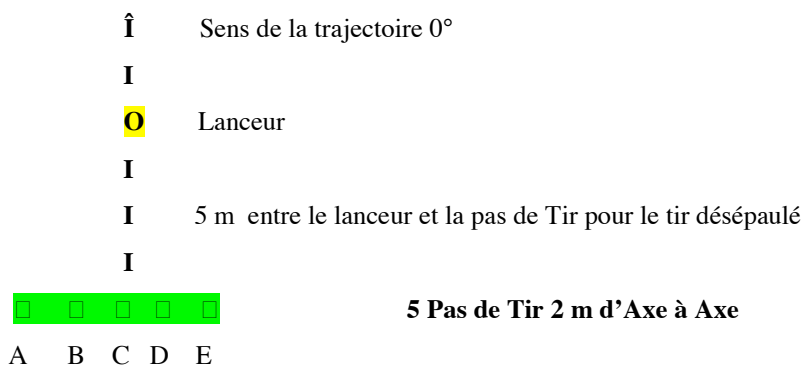 Î Sens de la trajectoire 0°
I
O Lanceur
I
I 5 m entre le lanceur et la pas de Tir pour le tir désépaulé
I
□ □ □ □ □ 5 Pas de Tir 2 m d’Axe à Axe
A B C D E